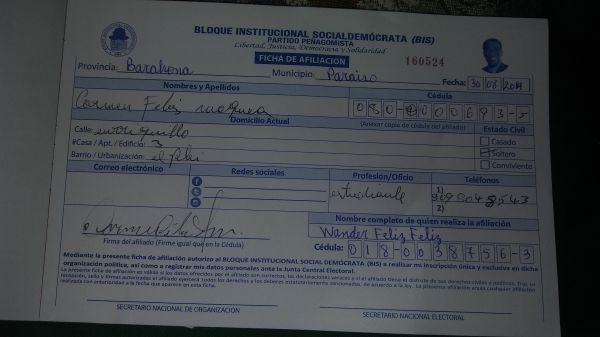 BLOQUE INSTITUCIONAL SOCIALDEMÓCRATA (BIS)
PARTIDO PEÑAGOMISTA
Libertad, Justicia, Democracia y Solidaridad
FICHA DE AFILIACIÓN
160524
Provincia: Barahona Municipio: Paraiso Fecha: 30 08
Nombres y Apellidos Cédula
Carmen Feliz
Domicilio Actual (Anexar copia de cédula del afiliado) Estado Civil
Calle: Casado
#Casa / Apt. / Edificio: 3 Soltero
Barrio / Urbanización: Conviviente
Correo electrónico Redes sociales Profesión/Oficio Teléfonos
estudiante 1)
2)
Nombre completo de quien realiza la afiliación
Wander Feliz Feliz
Firma del afiliado (Firme igual que en la Cédula) Cédula: 018-0038756-3
Mediante la presente ficha de afiliación autorizo al BLOQUE INSTITUCIONAL SOCIAL DEMÓCRATA (BIS) a realizar mi inscripción única y exclusiva en dicha
organización política, así como a registrar mis datos personales ante la Junta Central Electoral.
SECRETARIO NACIONAL DE ORGANIZACIÓN SECRETARIO NACIONAL ELECTORAL